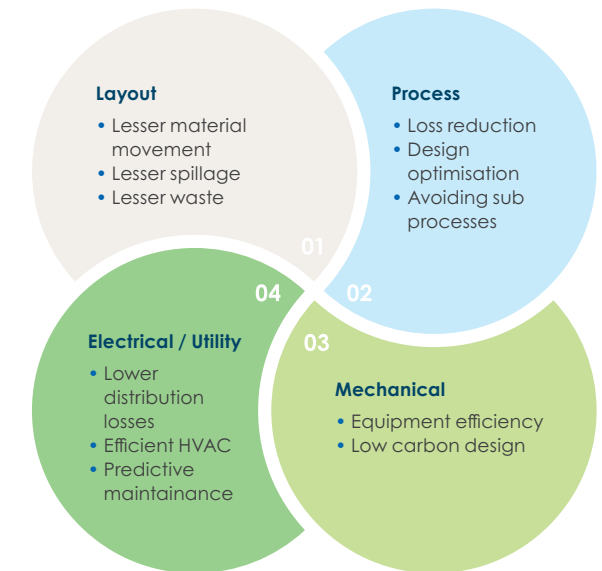 Layout
• Lesser material
movement
• Lesser spillage
• Lesser waste
01
Process
• Loss reduction
• Design
optimisation
• Avoiding sub
processes
02
03
Mechanical
• Equipment efficiency
• Low carbon design
04
Electrical / Utility
• Lower
distribution
losses
• Efficient HVAC
• Predictive
maintainance